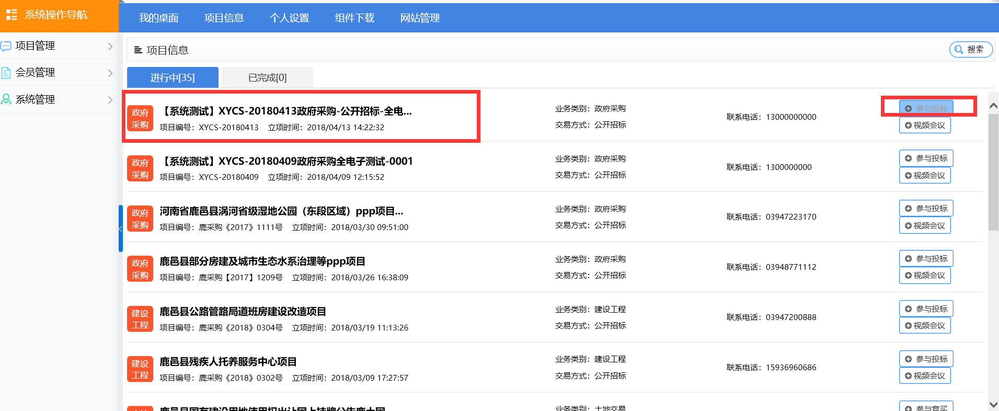 系统操作导航
我的桌面 项目信息 个人设置 组件下载 网站管理
项目管理
会员管理
系统管理
项目信息
搜索
进行中[35] 已完成[0]
政府采购
【系统测试】XYCS-20180413政府采购-公开招标-全电...
项目编号：XYCS-20180413 立项时间：2018/04/13 14:22:32
业务类别：政府采购
交易方式：公开招标
联系电话：13000000000
参与投标
视频会议
政府采购
【系统测试】XYCS-20180409政府采购全电子测试-0001
项目编号：XYCS-20180409 立项时间：2018/04/09 12:15:52
业务类别：政府采购
交易方式：公开招标
联系电话：1300000000
参与投标
视频会议
政府采购
河南省鹿邑县涡河省级湿地公园（东段区域）ppp项目...
项目编号：鹿采购《2017》1111号 立项时间：2018/03/30 09:51:00
业务类别：政府采购
交易方式：公开招标
联系电话：03947223170
参与投标
视频会议
政府采购
鹿邑县部分房建及城市生态水系治理等ppp项目
项目编号：鹿采购【2017】1209号 立项时间：2018/03/26 16:38:09
业务类别：政府采购
交易方式：公开招标
联系电话：03948771112
参与投标
视频会议
建设工程
鹿邑县公路管路局道班房建设改造项目
项目编号：鹿采购《2018》0304号 立项时间：2018/03/19 11:13:26
业务类别：建设工程
交易方式：公开招标
联系电话：03947200888
参与投标
视频会议
建设工程
鹿邑县残疾人托养服务中心项目
项目编号：鹿采购《2018》0302号 立项时间：2018/03/09 17:27:57
业务类别：建设工程
交易方式：公开招标
联系电话：15936960686
参与投标
视频会议
鹿邑县国有建设用地使用权出让网上挂牌公告鹿土网
业务类别：土地交易
参与竞买